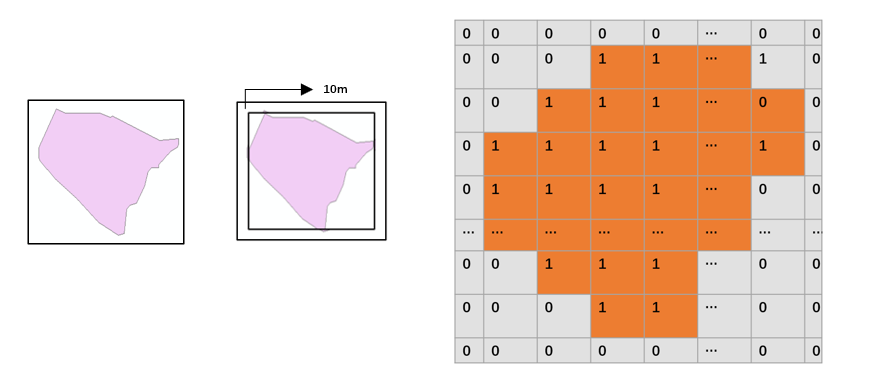 10m
0 0 0 0 0 ... 0 0
0 0 0 1 1 ... 1 0
0 0 1 1 1 ... 0 0
0 1 1 1 1 ... 1 0
0 1 1 1 1 ... 0 0
... ... ... ... ... ... ... ...
0 0 1 1 1 ... 0 0
0 0 0 1 1 ... 0 0
0 0 0 0 0 ... 0 0